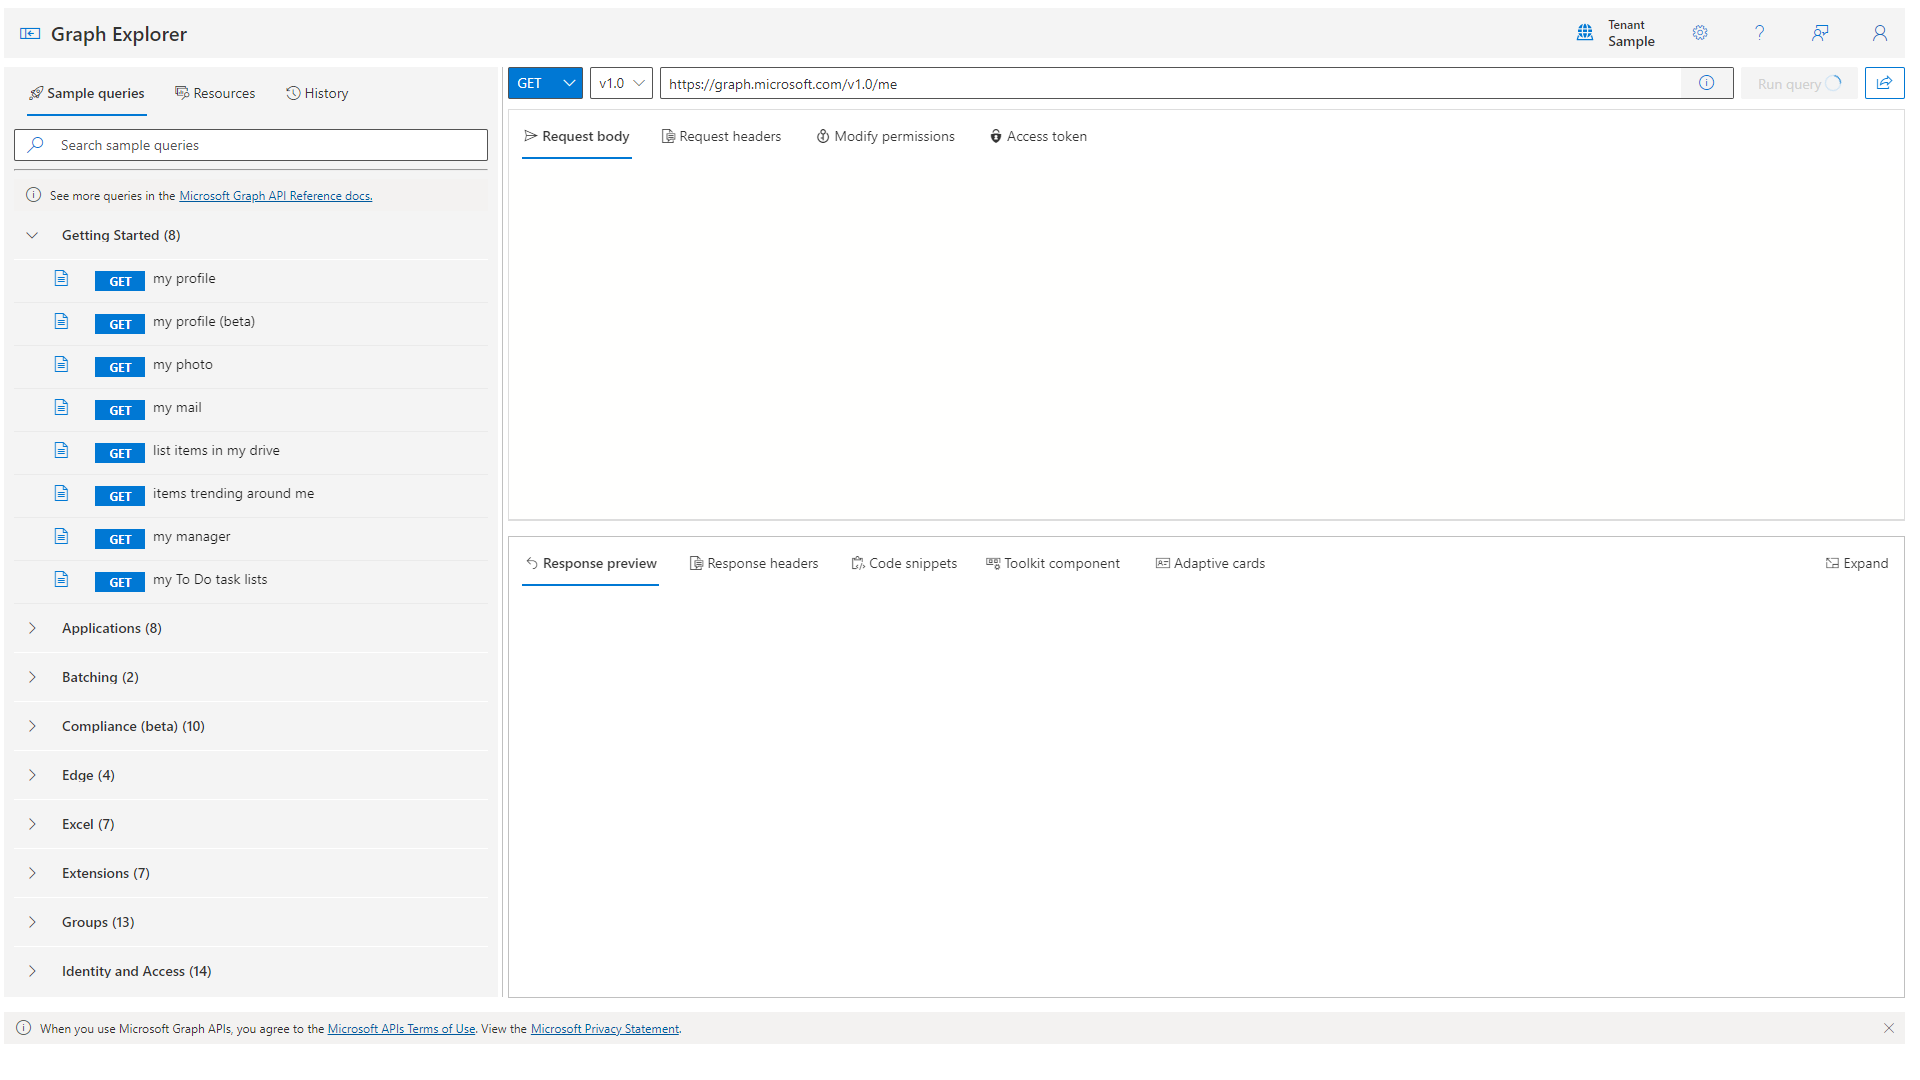 Graph Explorer
Tenant
Sample
Sample queries
Resources
History
Search sample queries
See more queries in the Microsoft Graph API Reference docs.
Getting Started (8)
GET my profile
GET my profile (beta)
GET my photo
GET my mail
GET list items in my drive
GET items trending around me
GET my manager
GET my To Do task lists
Applications (8)
Batching (2)
Compliance (beta) (10)
Edge (4)
Excel (7)
Extensions (7)
Groups (13)
Identity and Access (14)
GET
v1.0
https://graph.microsoft.com/v1.0/me
Run query
Request body
Request headers
Modify permissions
Access token
Response preview
Response headers
Code snippets
Toolkit component
Adaptive cards
Expand
When you use Microsoft Graph APIs, you agree to the Microsoft APIs Terms of Use. View the Microsoft Privacy Statement.